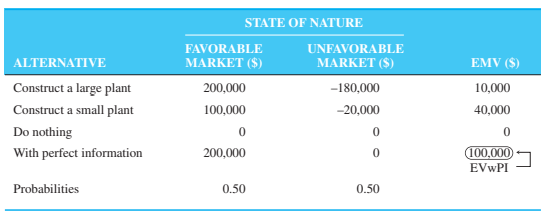 STATE OF NATURE
ALTERNATIVE FAVORABLE MARKET ($) UNFAVORABLE MARKET ($) EMV ($)
Construct a large plant 200,000 –180,000 10,000
Construct a small plant 100,000 –20,000 40,000
Do nothing 0 0 0
With perfect information 200,000 0 100,000
EVwPI
Probabilities 0.50 0.50